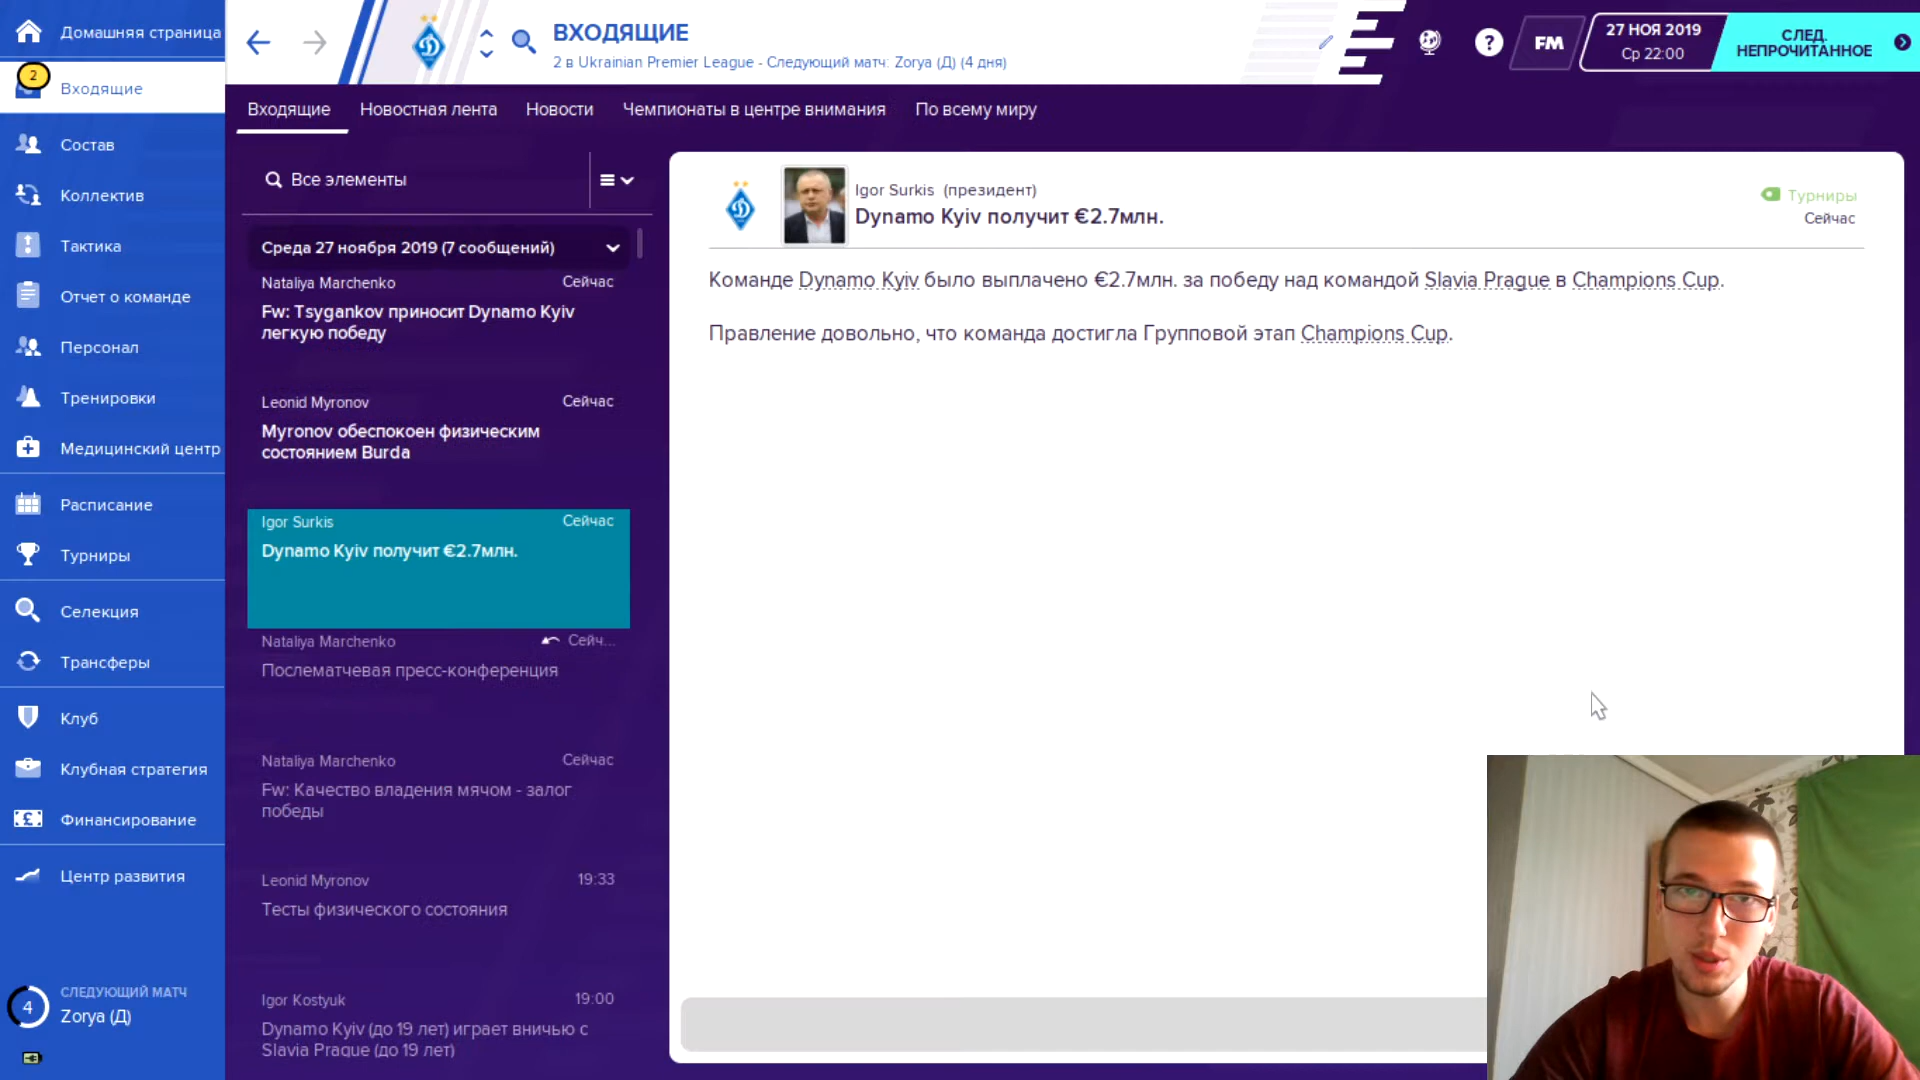 Домашняя страница
2
Входящие
Состав
Коллектив
Тактика
Отчет о команде
Персонал
Тренировки
Медицинский центр
Расписание
Турниры
Селекция
Трансферы
Клуб
Клубная стратегия
Финансирование
Центр развития
4
СЛЕДУЮЩИЙ МАТЧ
Zorya (Д)
ВХОДЯЩИЕ
2 в Ukrainian Premier League - Следующий матч: Zorya (Д) (4 дня)
?
FM
27 НОЯ 2019
Ср 22:00
СЛЕД.
НЕПРОЧИТАННОЕ
Входящие
Новостная лента
Новости
Чемпионаты в центре внимания
По всему миру
Все элементы
Среда 27 ноября 2019 (7 сообщений)
Nataliya Marchenko Сейчас
Fw: Tsygankov приносит Dynamo Kyiv
легкую победу
Leonid Myronov Сейчас
Myronov обеспокоен физическим
состоянием Burda
Igor Surkis Сейчас
Dynamo Kyiv получит €2.7млн.
Nataliya Marchenko Сейч...
Послематчевая пресс-конференция
Nataliya Marchenko Сейчас
Fw: Качество владения мячом - залог
победы
Leonid Myronov 19:33
Тесты физического состояния
Igor Kostyuk 19:00
Dynamo Kyiv (до 19 лет) играет вничью с
Slavia Prague (до 19 лет)
Igor Surkis (президент)
Dynamo Kyiv получит €2.7млн.
Турниры
Сейчас
Команде Dynamo Kyiv было выплачено €2.7млн. за победу над командой Slavia Prague в Champions Cup.
Правление довольно, что команда достигла Групповой этап Champions Cup.